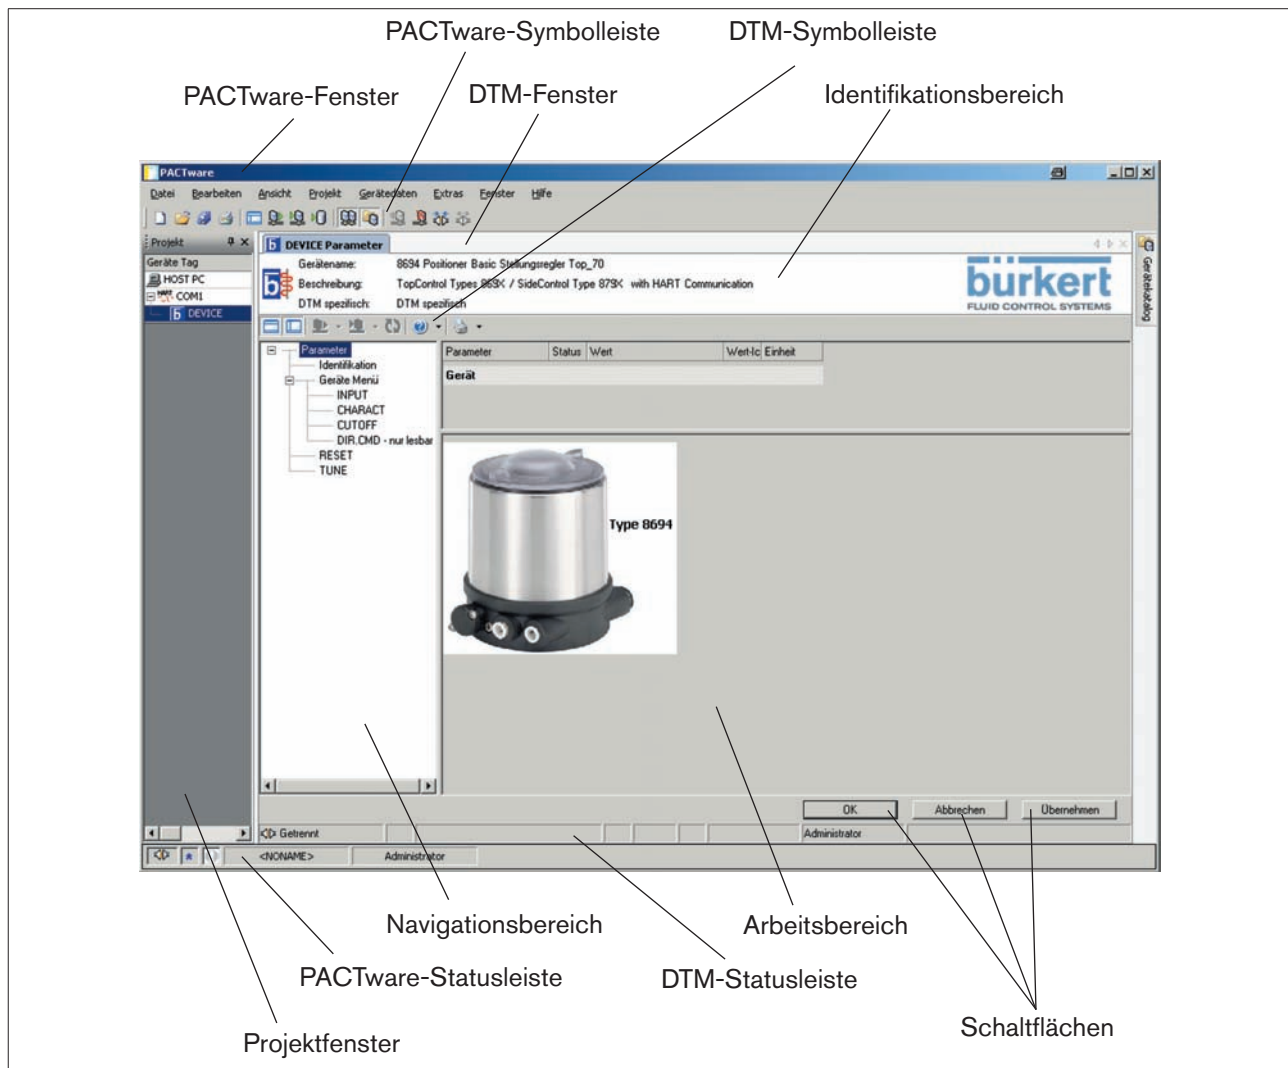 PACTware-Symbolleiste DTM-Symbolleiste
PACTware-Fenster DTM-Fenster Identifikationsbereich
PACTware
Datei Bearbeiten Ansicht Projekt Gerätedaten Extras Fenster Hilfe
Projekt
DEVICE Parameter
Geräte Tag
HOST PC
HART COM1
DEVICE
Gerätename: 8694 Positioner Basic Stellungsregler Top_70
Beschreibung: TopControl Types 869X / SideControl Type 879X with HART Communication
DTM spezifisch: DTM spezifisch
bürkert
FLUID CONTROL SYSTEMS
Gerätekatalog
Parameter
Identifikation
Geräte Menü
INPUT
CHARACT
CUTOFF
DIR.CMD - nur lesbar
RESET
TUNE
Parameter Status Wert Wert-Ic Einheit
Gerät
Type 8694
OK Abbrechen Übernehmen
Getrennt Administrator
<NONAME> Administrator
Navigationsbereich Arbeitsbereich
PACTware-Statusleiste DTM-Statusleiste
Schaltflächen
Projektfenster